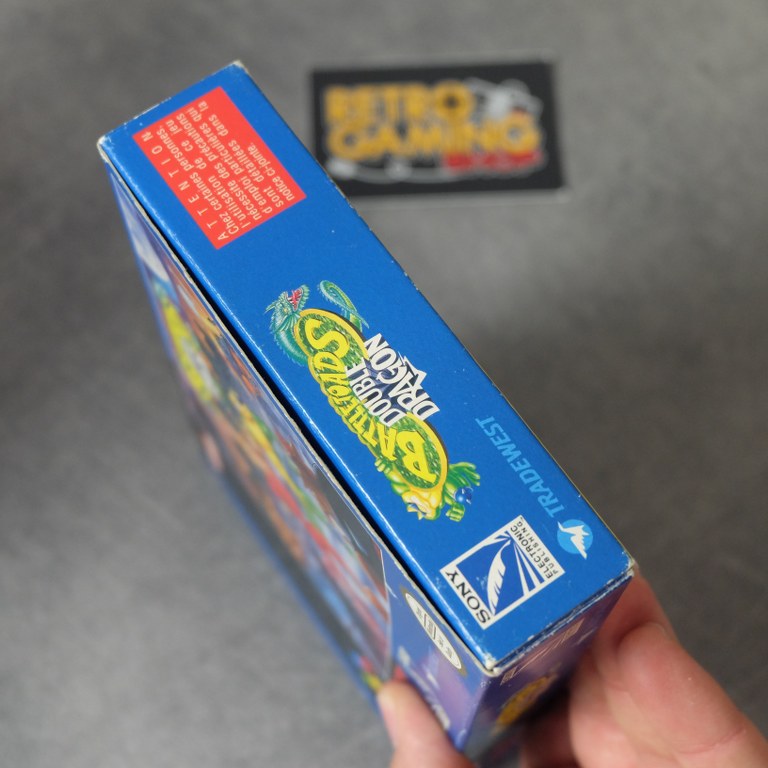 RETRO
GAMING
ATTENTION
Chez certaines personnes,
l'utilisation de ce jeu
nécessite des précautions
d'emploi particulières qui
sont détaillées dans la
notice ci-jointe.
BATTLETOADS
DOUBLE
DRAGON
TRADEWEST
SONY
ELECTRONIC
PUBLISHING